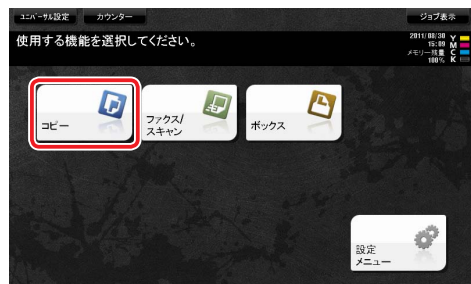 ユニバーサル設定 カウンター ジョブ表示
使用する機能を選択してください。
2011/08/30
15:09
メモリー残量
100%
Y
M
C
K
コピー
ファクス/
スキャン
ボックス
設定
メニュー